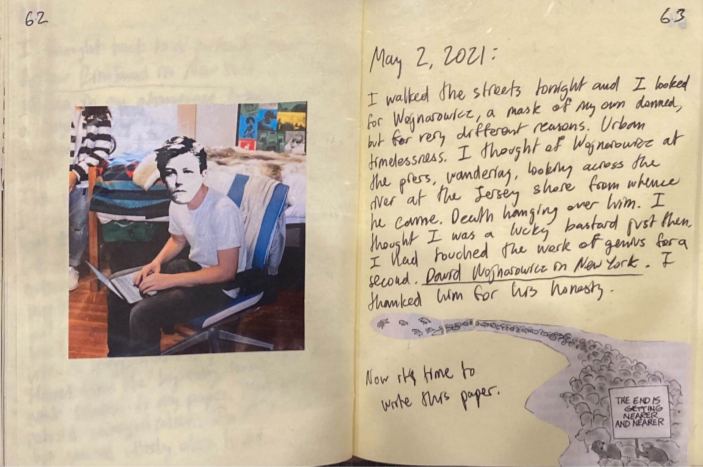 62
63
May 2, 2021:
I walked the streets tonight and I looked
for Wojnarowicz, a mask of my own donned,
but for very different reasons. Urban
timelessness. I thought of Wojnarowicz at
the piers, wandering, looking across the
river at the Jersey shore from whence
he came. Death hanging over him. I
thought I was a lucky bastard just then.
I had touched the work of genius for a
second. David Wojnarowicz in New York. I
thanked him for his honesty.
Now it's time to
write this paper.
THE END IS
GETTING
NEARER
AND NEARER